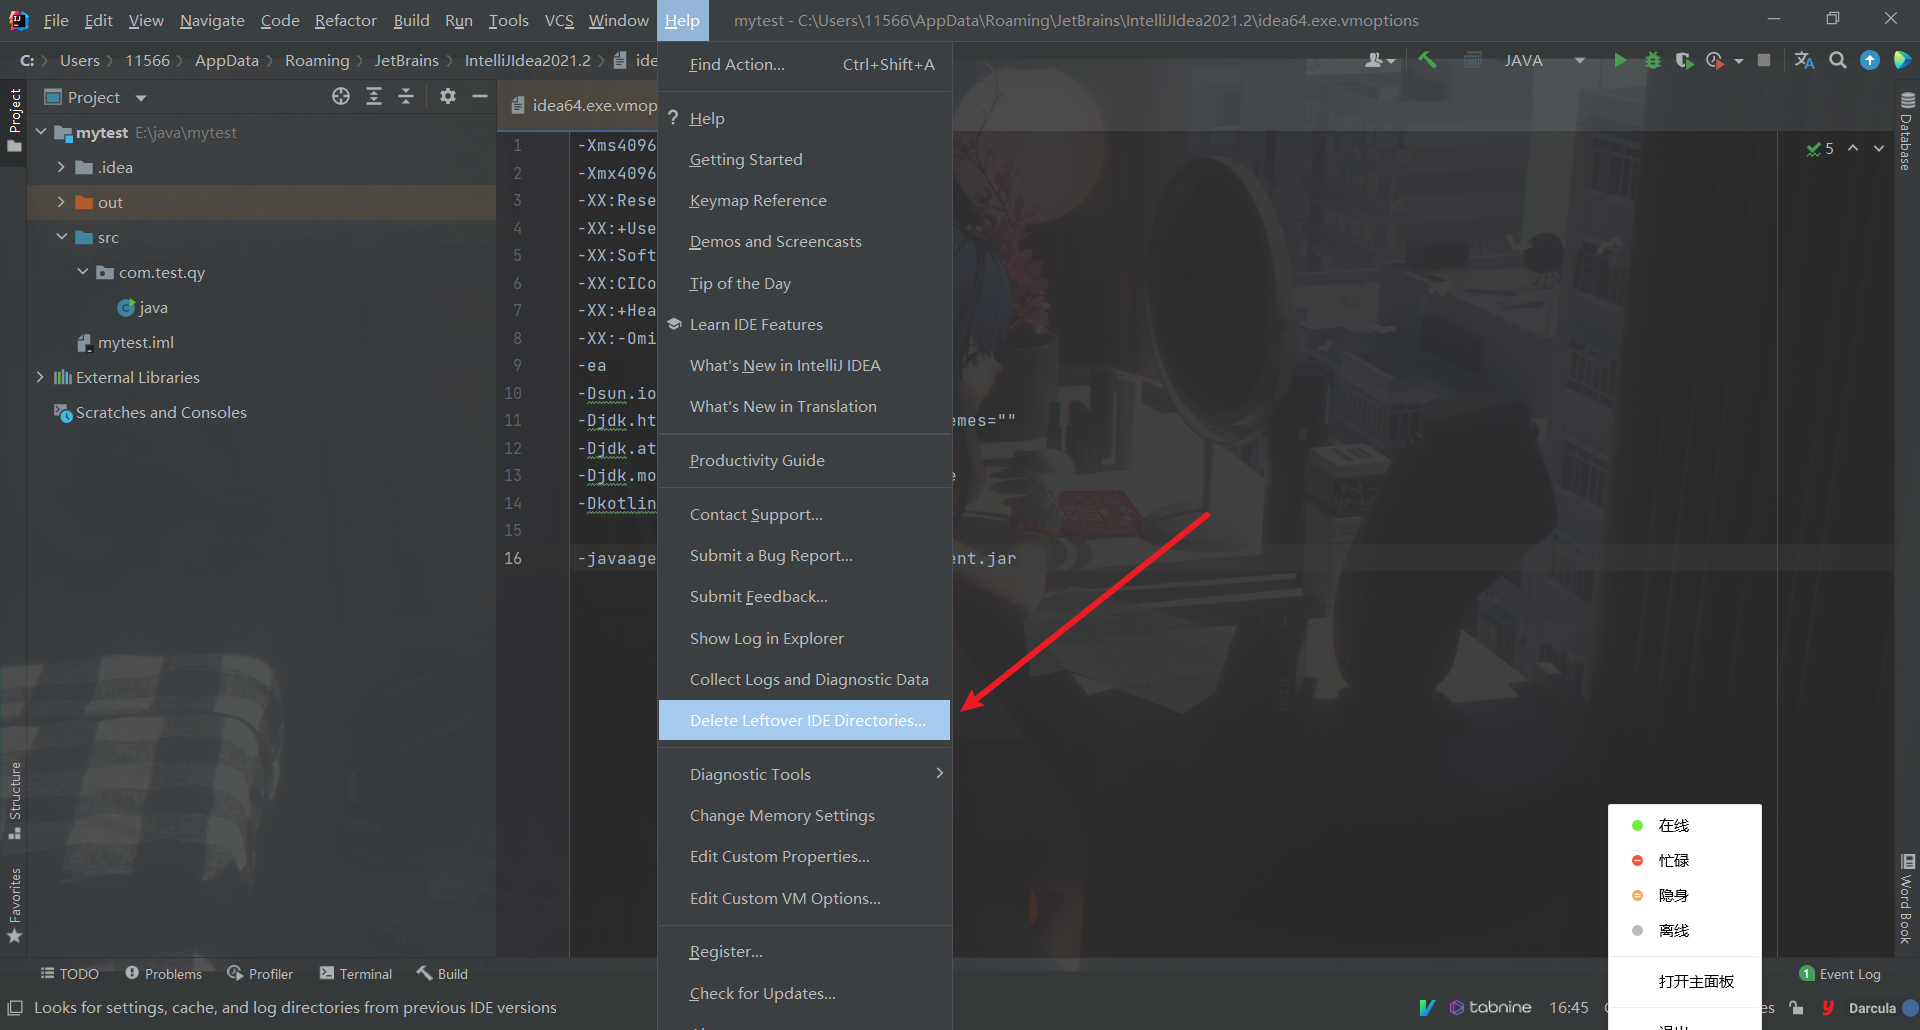 File Edit View Navigate Code Refactor Build Run Tools VCS Window Help mytest - C:\Users\11566\AppData\Roaming\JetBrains\IntelliJIdea2021.2\idea64.exe.vmoptions
C: Users 11566 AppData Roaming JetBrains IntelliJIdea2021.2 ide
JAVA
Project
Project
mytest E:\java\mytest
.idea
out
src
com.test.qy
java
mytest.iml
External Libraries
Scratches and Consoles
Structure
Favorites
idea64.exe.vmop
1 -Xms4096
2 -Xmx4096
3 -XX:Rese
4 -XX:+Use
5 -XX:Soft
6 -XX:CICo
7 -XX:+Hea
8 -XX:-Omi
9 -ea
10 -Dsun.io
11 -Djdk.ht emes=""
12 -Djdk.at
13 -Djdk.mo e
14 -Dkotlin
15
16 -javaage ent.jar
Find Action... Ctrl+Shift+A
? Help
Getting Started
Keymap Reference
Demos and Screencasts
Tip of the Day
Learn IDE Features
What's New in IntelliJ IDEA
What's New in Translation
Productivity Guide
Contact Support...
Submit a Bug Report...
Submit Feedback...
Show Log in Explorer
Collect Logs and Diagnostic Data
Delete Leftover IDE Directories...
Diagnostic Tools
Change Memory Settings
Edit Custom Properties...
Edit Custom VM Options...
Register...
Check for Updates...
5
Database
Word Book
在线
忙碌
隐身
离线
打开主面板
TODO Problems Profiler Terminal Build
1 Event Log
Looks for settings, cache, and log directories from previous IDE versions
tabnine 16:45 es Darcula